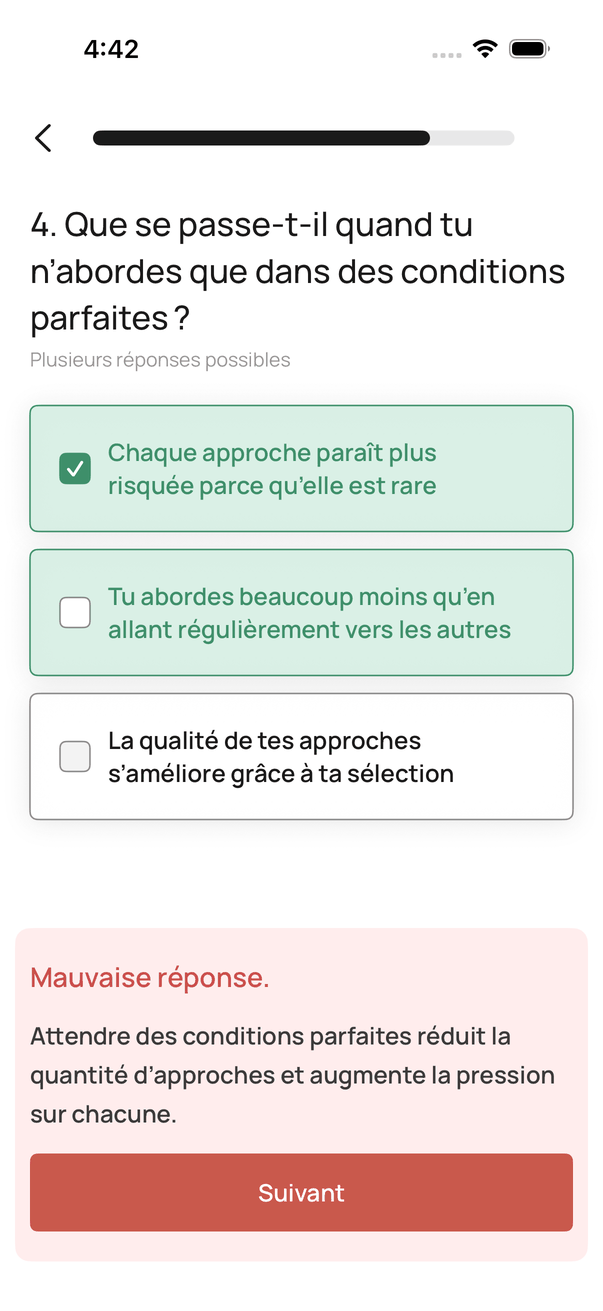 4:42
4. Que se passe-t-il quand tu
n’abordes que dans des conditions
parfaites ?
Plusieurs réponses possibles
Chaque approche paraît plus
risquée parce qu’elle est rare
Tu abordes beaucoup moins qu’en
allant régulièrement vers les autres
La qualité de tes approches
s’améliore grâce à ta sélection
Mauvaise réponse.
Attendre des conditions parfaites réduit la
quantité d’approches et augmente la pression
sur chacune.
Suivant